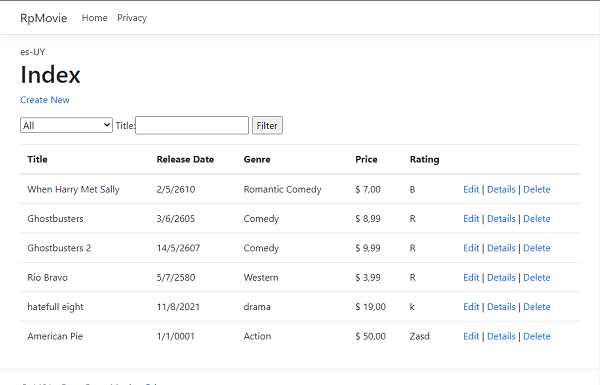 RpMovie Home Privacy
es-UY
Index
Create New
All Title: Filter
Title Release Date Genre Price Rating
When Harry Met Sally 2/5/2610 Romantic Comedy $ 7,00 B Edit | Details | Delete
Ghostbusters 3/6/2605 Comedy $ 8,99 R Edit | Details | Delete
Ghostbusters 2 14/5/2607 Comedy $ 9,99 R Edit | Details | Delete
Rio Bravo 5/7/2580 Western $ 3,99 R Edit | Details | Delete
hatefull eight 11/8/2021 drama $ 19,00 k Edit | Details | Delete
American Pie 1/1/0001 Action $ 50,00 Zasd Edit | Details | Delete